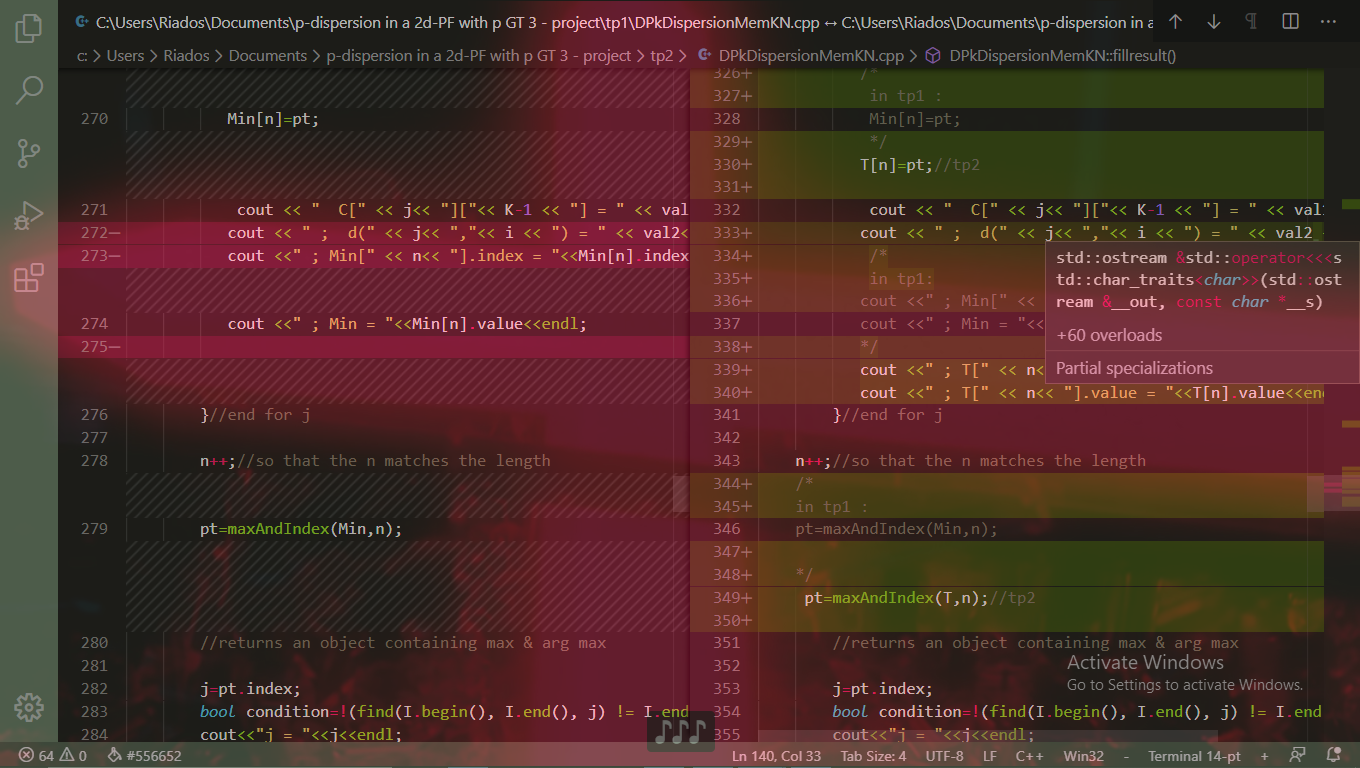 C:\Users\Riados\Documents\p-dispersion in a 2d-PF with p GT 3 - project\tp1\DPkDispersionMemKN.cpp ↔ C:\Users\Riados\Documents\p-dispersion in a
c: > Users > Riados > Documents > p-dispersion in a 2d-PF with p GT 3 - project > tp2 > DPkDispersionMemKN.cpp > DPkDispersionMemKN::fillresult()
270 Min[n]=pt;
271 cout << "  C[" << j<< "]["<< K-1 << "] = " << val
272— cout << " ;  d(" << j<< ","<< i << ") = " << val2<
273— cout <<" ; Min[" << n<< "].index = "<<Min[n].index
274 cout <<" ; Min = "<<Min[n].value<<endl;
275—
276 }//end for j
277
278 n++;//so that the n matches the length
279 pt=maxAndIndex(Min,n);
280 //returns an object containing max & arg max
281
282 j=pt.index;
283 bool condition=!(find(I.begin(), I.end(), j) != I.end
284 cout<<"j = "<<j<<endl;
326+ /*
327+ in tp1 :
328 Min[n]=pt;
329+ */
330+ T[n]=pt;//tp2
331+
332 cout << "  C[" << j<< "]["<< K-1 << "] = " << val
333+ cout << " ;  d(" << j<< ","<< i << ") = " << val2
334+ /*
335+ in tp1:
336+ cout <<" ; Min[" <<
337 cout <<" ; Min = "<<
338+ */
339+ cout <<" ; T[" << n<
340+ cout <<" ; T[" << n<< "].value = "<<T[n].value<<en
341 }//end for j
342
343 n++;//so that the n matches the length
344+ /*
345+ in tp1 :
346 pt=maxAndIndex(Min,n);
347+
348+ */
349+ pt=maxAndIndex(T,n);//tp2
350+
351 //returns an object containing max & arg max
352
353 j=pt.index;
354 bool condition=!(find(I.begin(), I.end(), j) != I.end
355 cout<<"j = "<<j<<endl;
std::ostream &std::operator<<<s
td::char_traits<char>>(std::ost
ream &__out, const char *__s)
+60 overloads
Partial specializations
Activate Windows
Go to Settings to activate Windows.
64 0 #556652 Ln 140, Col 33 Tab Size: 4 UTF-8 LF C++ Win32 - Terminal 14-pt +